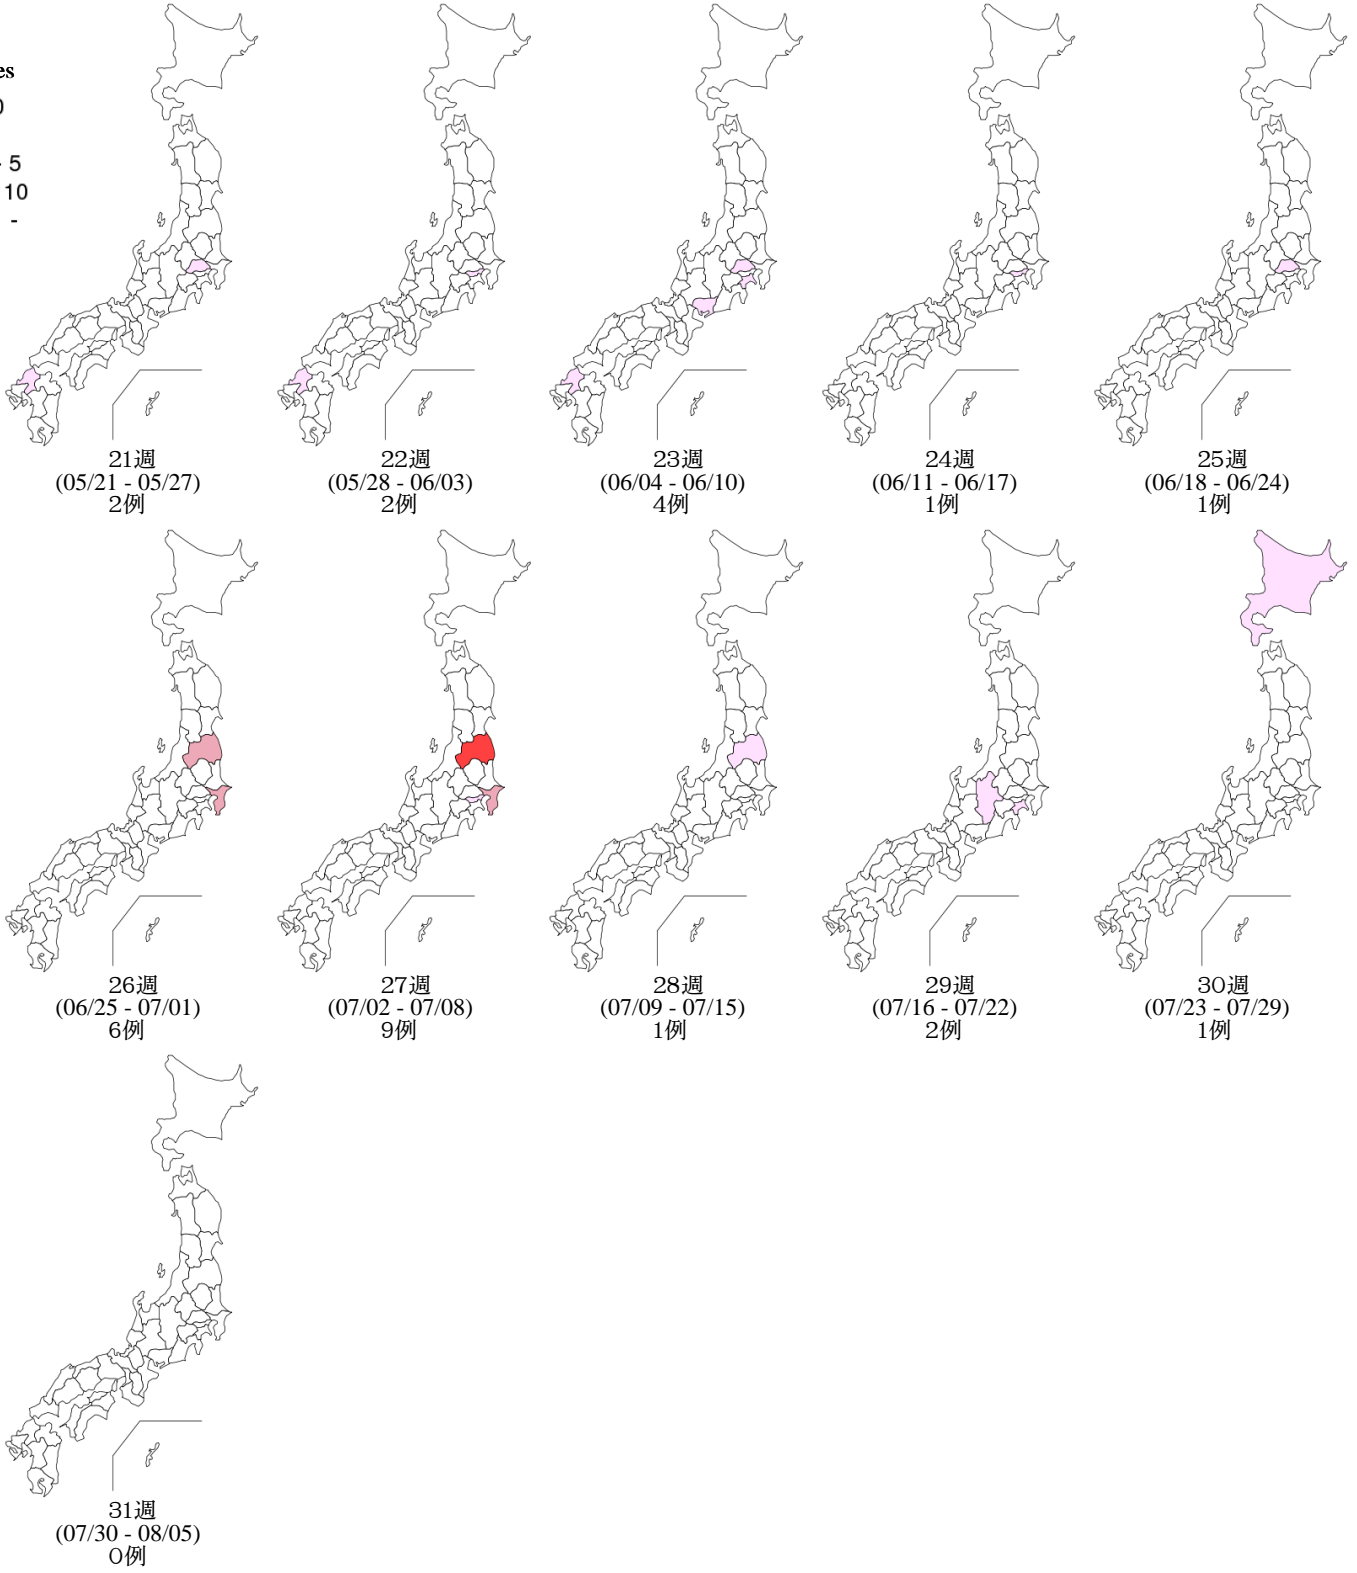 es
0
- 5
10
-
21週
(05/21 - 05/27)
2例
22週
(05/28 - 06/03)
2例
23週
(06/04 - 06/10)
4例
24週
(06/11 - 06/17)
1例
25週
(06/18 - 06/24)
1例
26週
(06/25 - 07/01)
6例
27週
(07/02 - 07/08)
9例
28週
(07/09 - 07/15)
1例
29週
(07/16 - 07/22)
2例
30週
(07/23 - 07/29)
1例
31週
(07/30 - 08/05)
0例